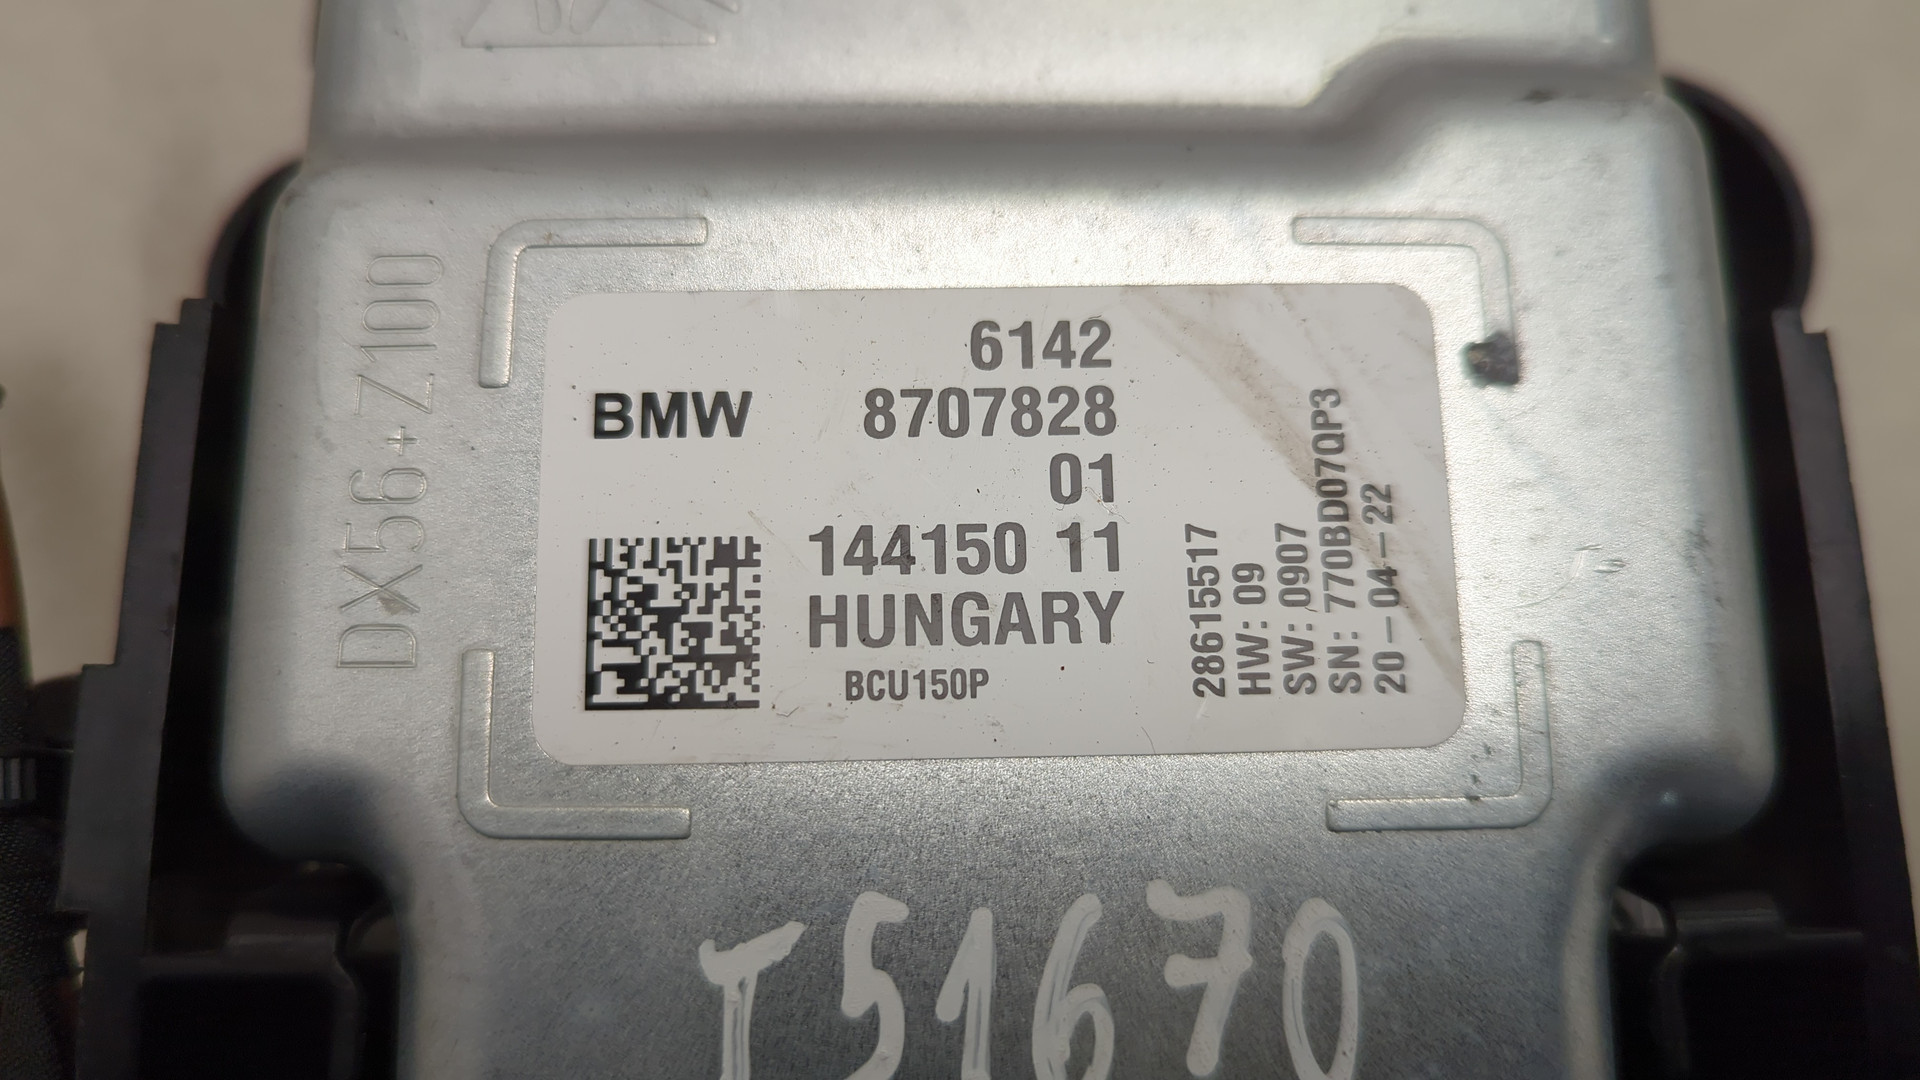 DX56+Z100
6142
BMW 8707828
01
144150 11
HUNGARY
BCU150P
28615517
HW: 09
SW: 0907
SN: 770BD07QP3
20-04-22
T51670